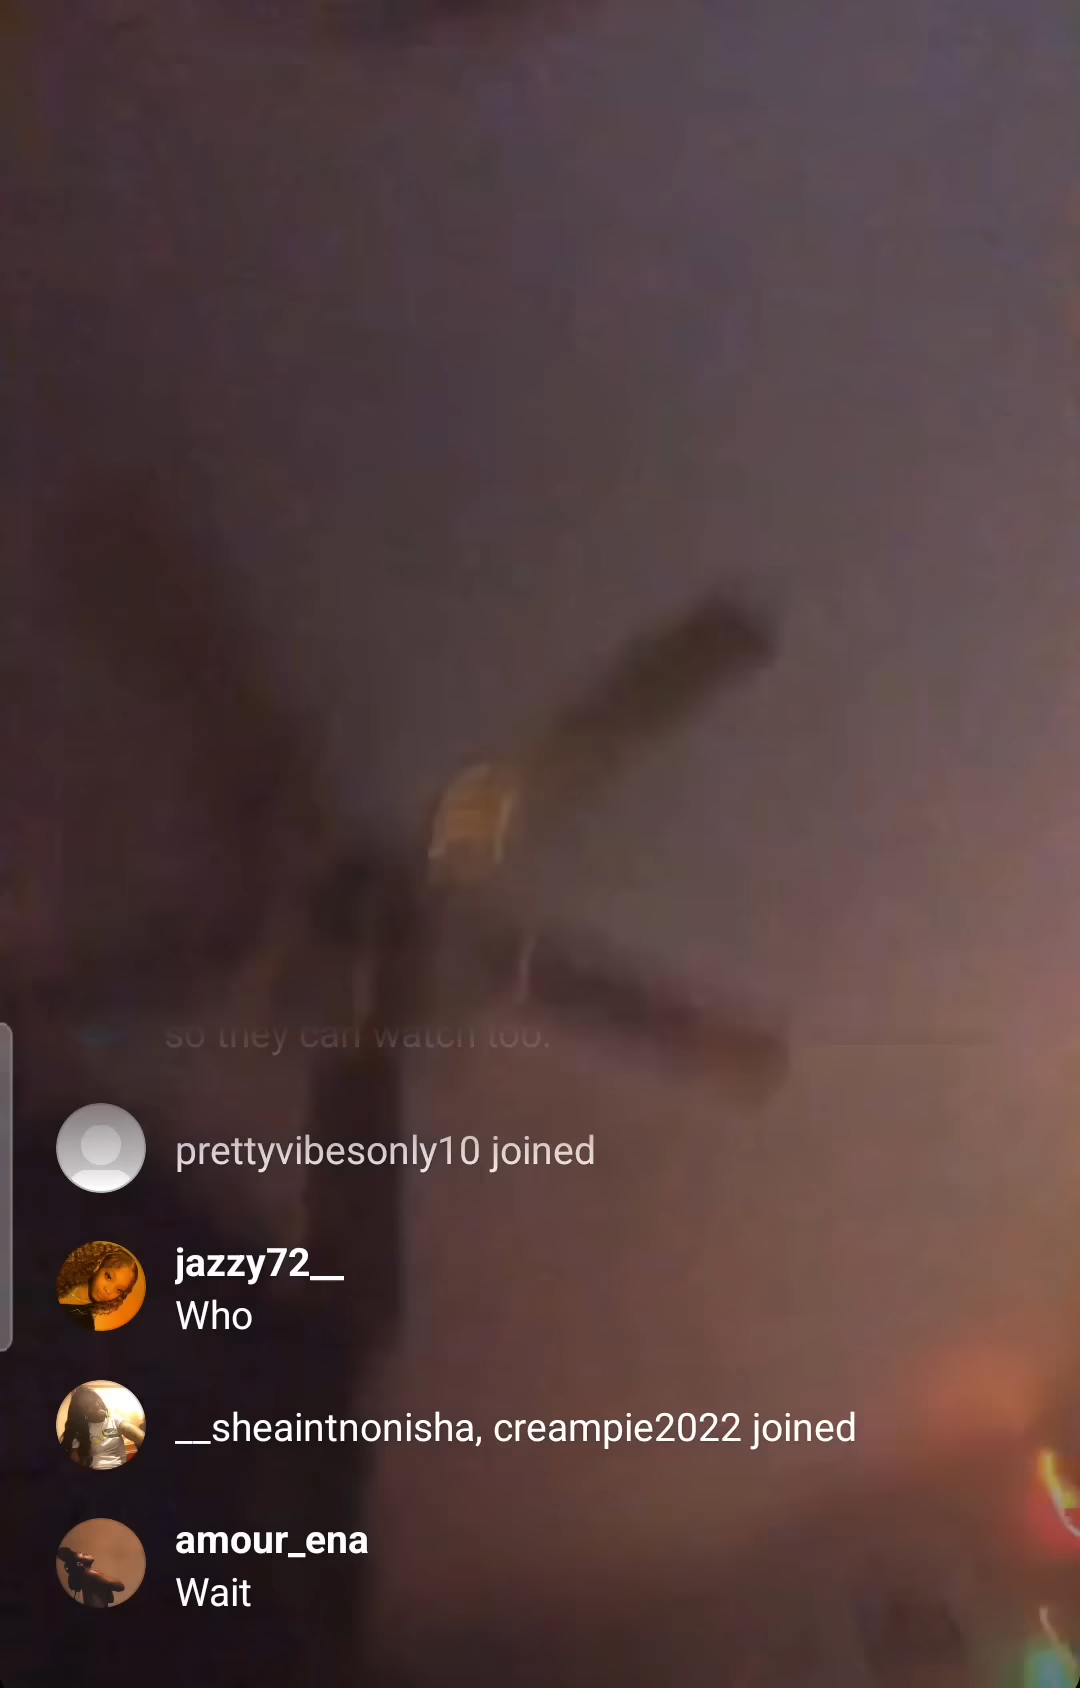 so they can watch too.
prettyvibesonly10 joined
jazzy72__
Who
__sheaintnonisha, creampie2022 joined
amour_ena
Wait